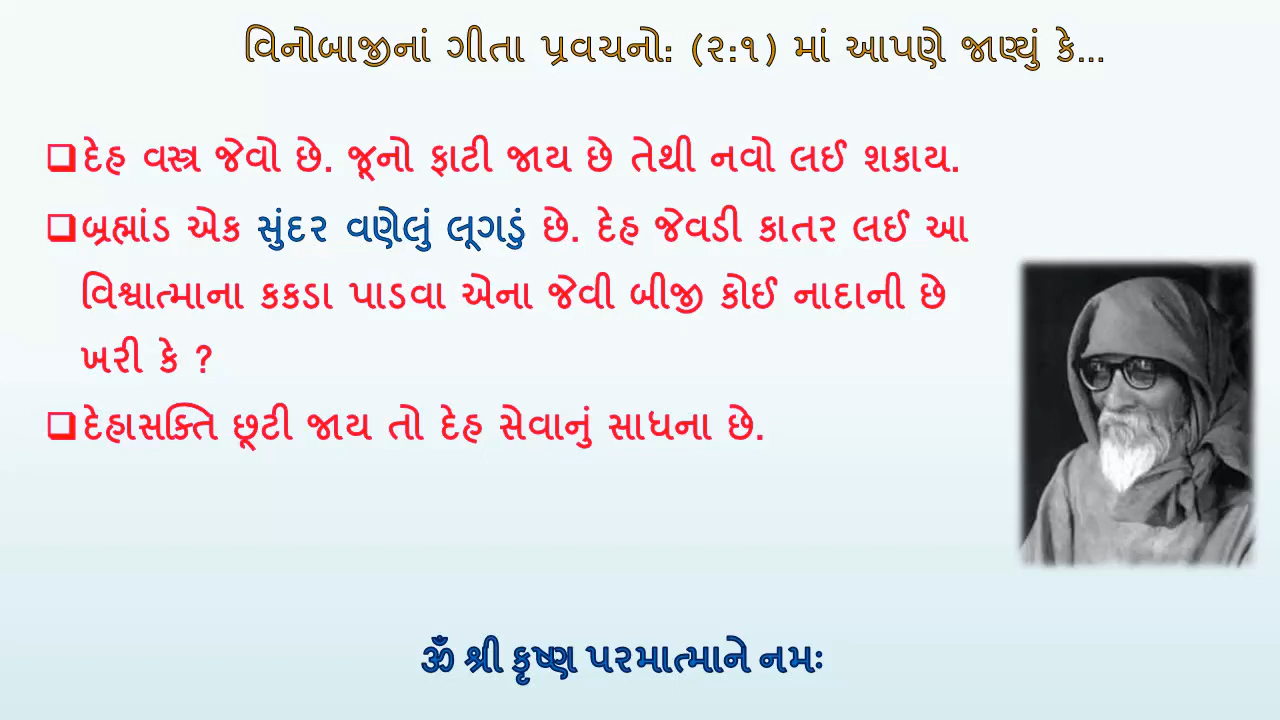 વિનોબાજીનાં ગીતા પ્રવચનો: (૨:૧) માં આપણે જાણ્યું કે...
દેહ વસ્ત્ર જેવો છે. જૂનો ફાટી જાય છે તેથી નવો લઈ શકાય.
બ્રહ્માંડ એક સુંદર વણેલું લૂગડું છે. દેહ જેવડી કાતર લઈ આ
વિશ્વાત્માના કકડા પાડવા એના જેવી બીજી કોઈ નાદાની છે
ખરી કે ?
દેહાસક્તિ છૂટી જાય તો દેહ સેવાનું સાધના છે.
ૐ શ્રી કૃષ્ણ પરમાત્માને નમઃ